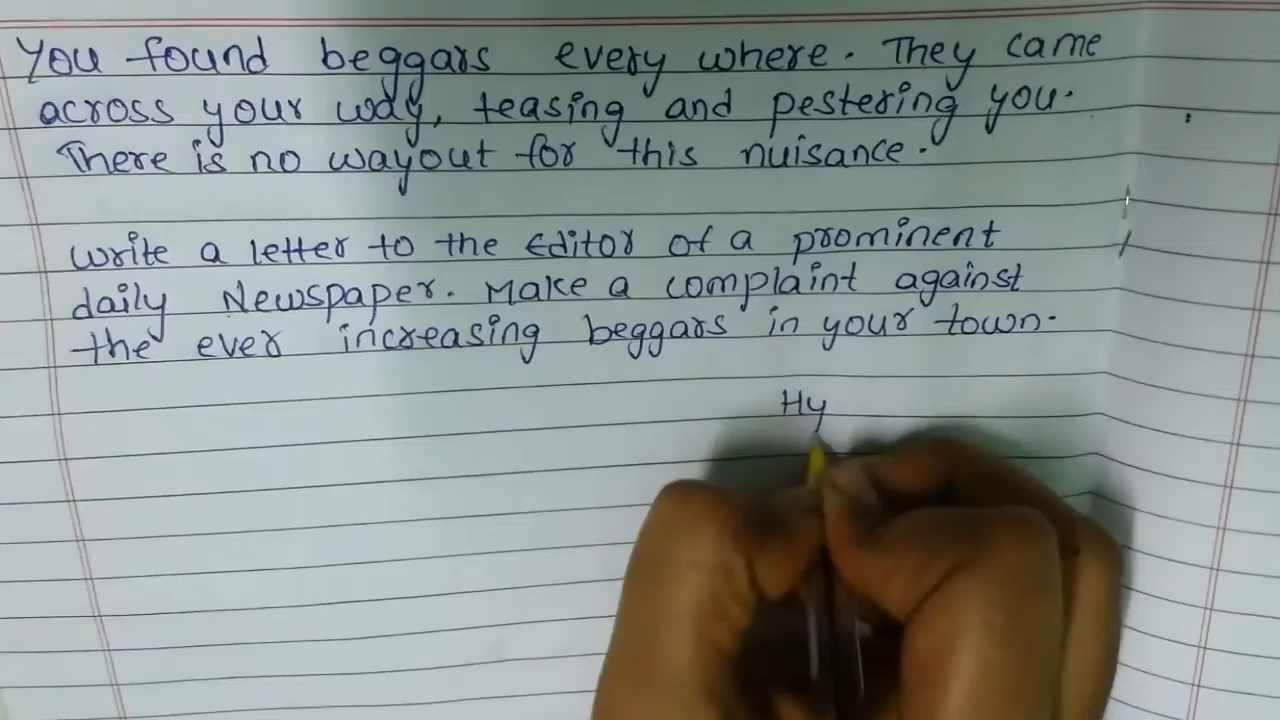 You found beggars every where. They came
across your way, teasing and pestering you.
There is no wayout for this nuisance.
Write a letter to the Editor of a prominent
daily Newspaper. Make a complaint against
the ever increasing beggars in your town.
Hy